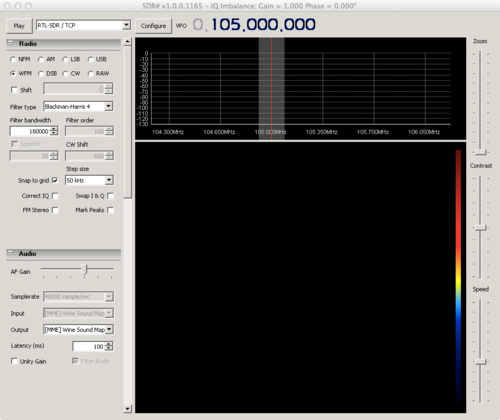 SDR# v1.0.0.1165 - IQ Imbalance: Gain = 1.000 Phase = 0.000°
Play RTL-SDR / TCP Configure VFO 0.105.000.000
Radio
NFM AM LSB USB
WFM DSB CW RAW
Shift 0
Filter type Blackman-Harris 4
Filter bandwidth Filter order
180000 100
Squelch CW Shift
50 600
Step size
Snap to grid 50 kHz
Correct IQ Swap I & Q
FM Stereo Mark Peaks
Audio
AF Gain
Samplerate 48000 sample/sec
Input [MME] Wine Sound Map
Output [MME] Wine Sound Map
Latency (ms) 100
Unity Gain Filter Audio
0
-10
-20
-30
-40
-50
-60
-70
-80
-90
-100
-110
-120
-130
104.300MHz 104.650MHz 105.000MHz 105.350MHz 105.700MHz 106.050MHz
Zoom
Contrast
Speed